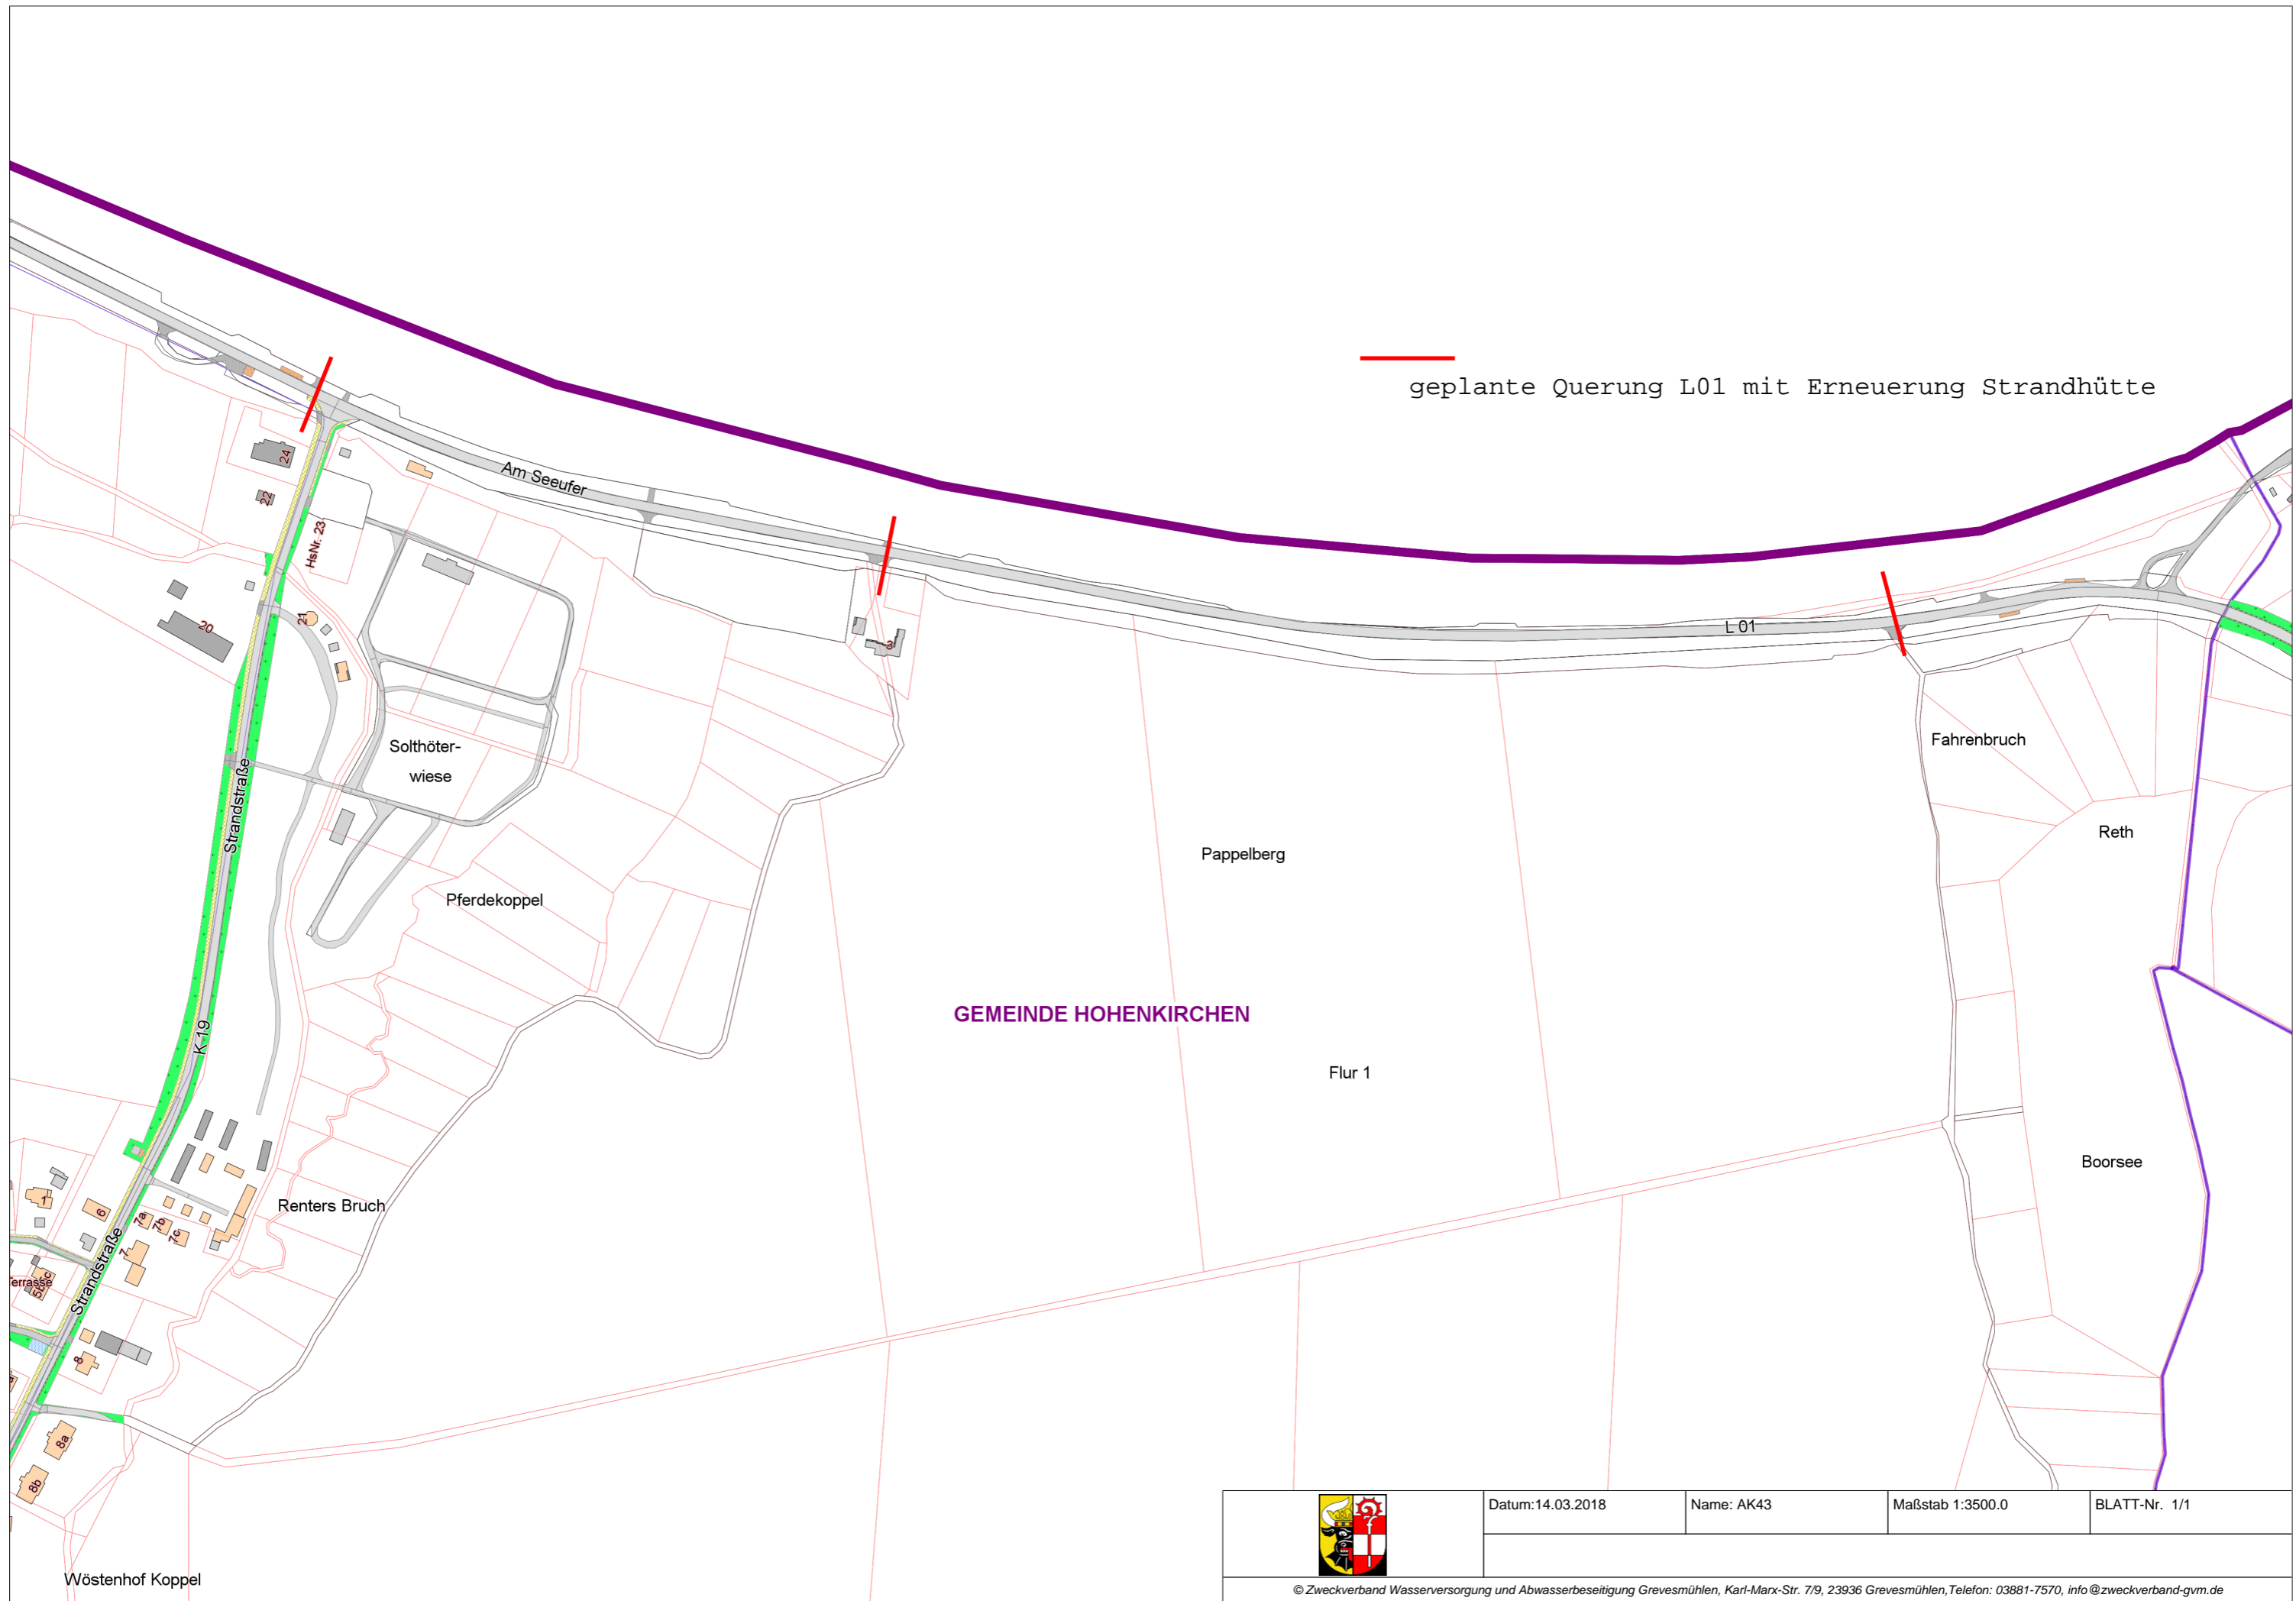 geplante Querung L01 mit Erneuerung Strandhütte
Am Seeufer
24
22
HsNr. 23
3
L 01
21
20
Fahrenbruch
Solthöter-
wiese
Strandstraße
Reth
Pappelberg
Pferdekoppel
GEMEINDE HOHENKIRCHEN
K 19
Flur 1
Boorsee
1
6
7a
7b
7c
Renters Bruch
7
Strandstraße
errasse
8
8a
8b
Wöstenhof Koppel
Datum:14.03.2018
Name: AK43
Maßstab 1:3500.0
BLATT-Nr. 1/1
© Zweckverband Wasserversorgung und Abwasserbeseitigung Grevesmühlen, Karl-Marx-Str. 7/9, 23936 Grevesmühlen,Telefon: 03881-7570, info@zweckverband-gvm.de